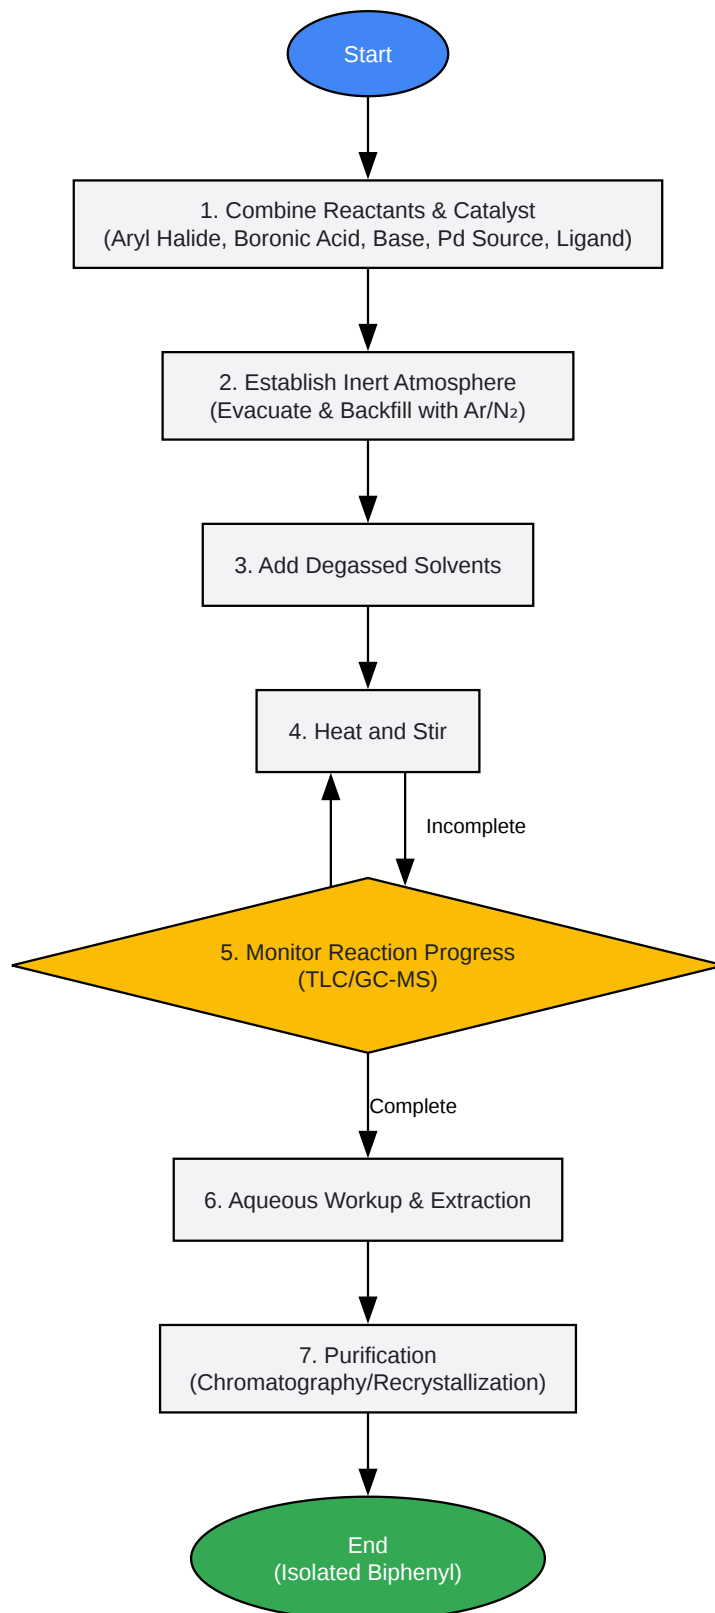 Start
1. Combine Reactants & Catalyst
(Aryl Halide, Boronic Acid, Base, Pd Source, Ligand)
2. Establish Inert Atmosphere
(Evacuate & Backfill with Ar/N₂)
3. Add Degassed Solvents
4. Heat and Stir
Incomplete
5. Monitor Reaction Progress
(TLC/GC-MS)
Complete
6. Aqueous Workup & Extraction
7. Purification
(Chromatography/Recrystallization)
End
(Isolated Biphenyl)